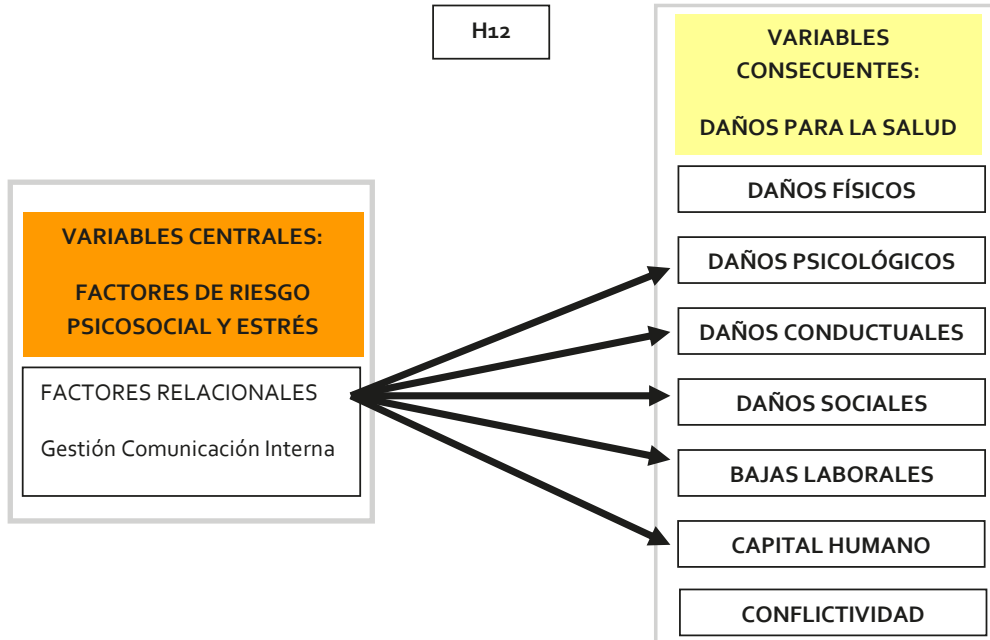 H12
VARIABLES
CONSECUENTES:
DAÑOS PARA LA SALUD
DAÑOS FÍSICOS
VARIABLES CENTRALES:
FACTORES DE RIESGO
PSICOSOCIAL Y ESTRÉS
FACTORES RELACIONALES
Gestión Comunicación Interna
DAÑOS PSICOLÓGICOS
DAÑOS CONDUCTUALES
DAÑOS SOCIALES
BAJAS LABORALES
CAPITAL HUMANO
CONFLICTIVIDAD